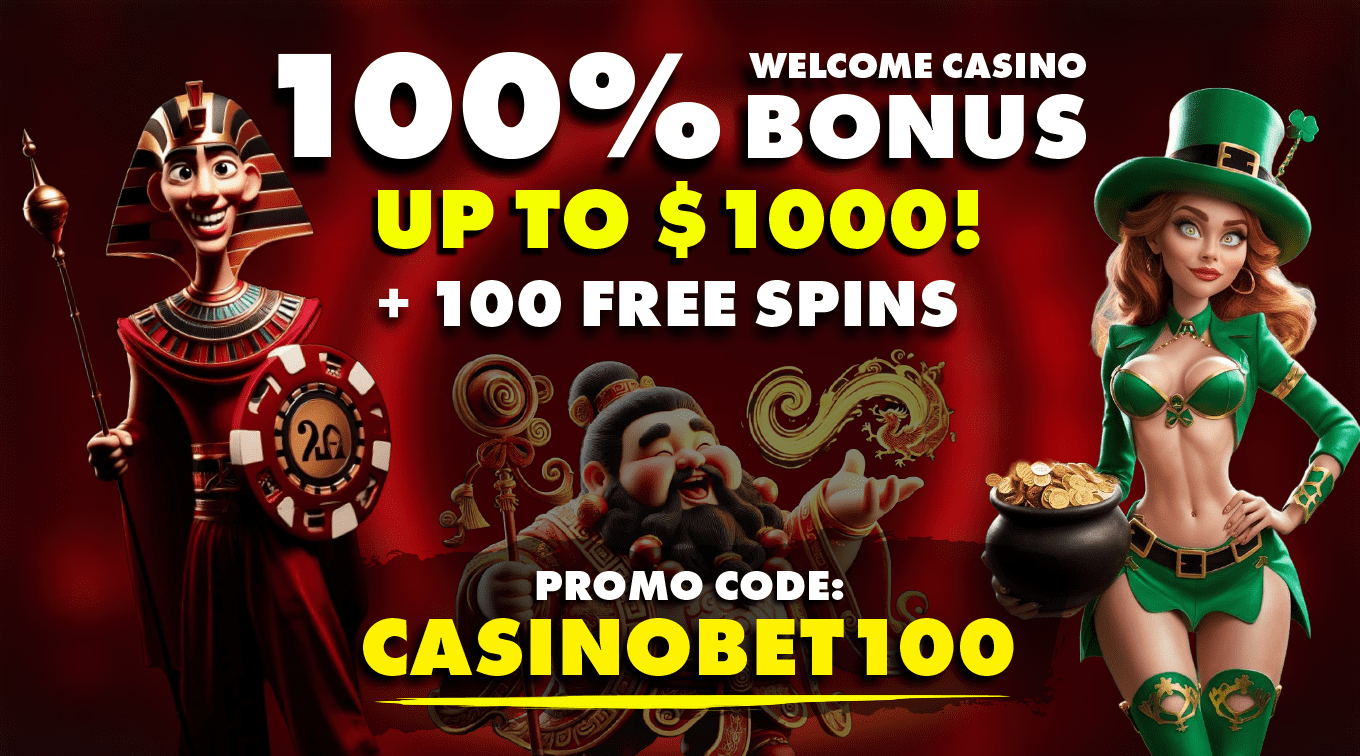 100% WELCOME CASINO
BONUS
UP TO $1000!
+ 100 FREE SPINS
PROMO CODE:
CASINOBET100